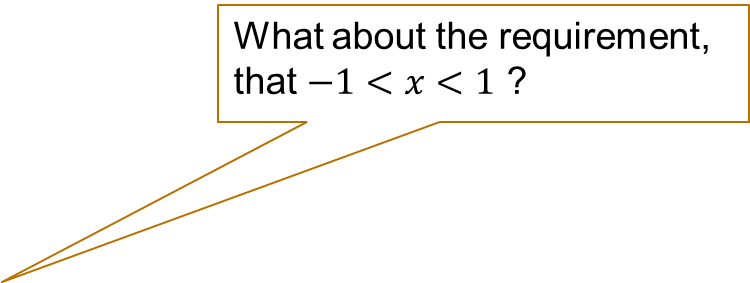 What about the requirement,
that −1 < 𝑥 < 1 ?